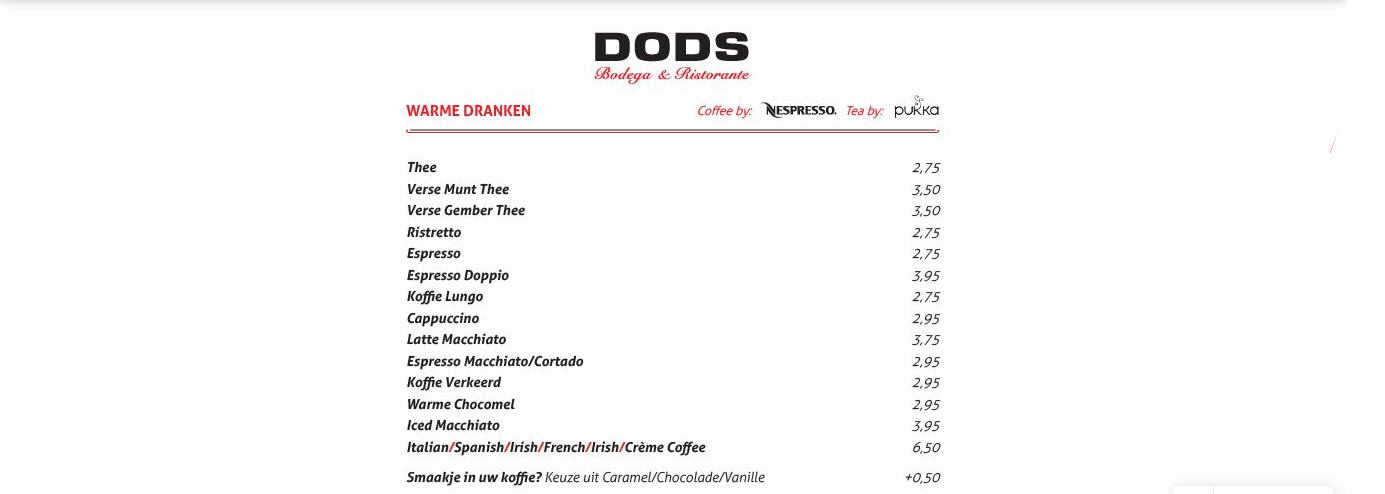 DODS
Bodega & Ristorante
WARME DRANKEN Coffee by: NESPRESSO. Tea by: pukka
Thee 2,75
Verse Munt Thee 3,50
Verse Gember Thee 3,50
Ristretto 2,75
Espresso 2,75
Espresso Doppio 3,95
Koffie Lungo 2,75
Cappuccino 2,95
Latte Macchiato 3,75
Espresso Macchiato/Cortado 2,95
Koffie Verkeerd 2,95
Warme Chocomel 2,95
Iced Macchiato 3,95
Italian/Spanish/Irish/French/Irish/Crème Coffee 6,50
Smaakje in uw koffie? Keuze uit Caramel/Chocolade/Vanille +0,50